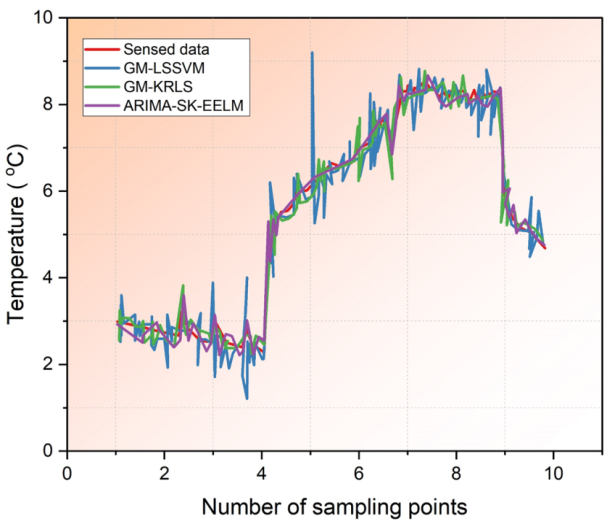 10
8
6
4
2
0
Temperature ( °C)
Sensed data
GM-LSSVM
GM-KRLS
ARIMA-SK-EELM
0 2 4 6 8 10
Number of sampling points